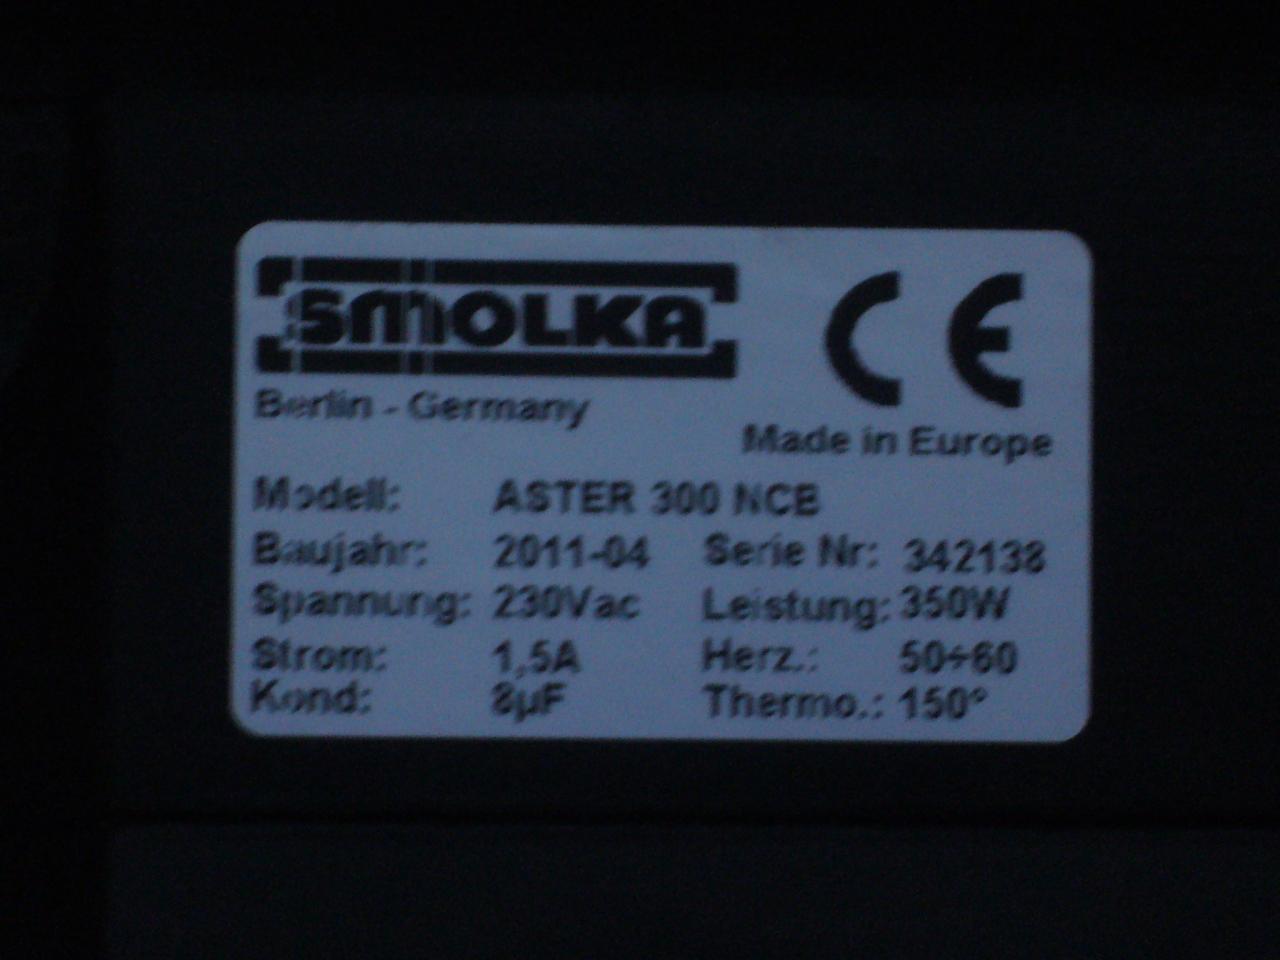 SMOLKA
CE
Berlin - Germany
Made in Europe
Modell: ASTER 300 NCB
Baujahr: 2011-04 Serie Nr: 342138
Spannung: 230Vac Leistung: 350W
Strom: 1,5A Herz.: 50÷60
Kond: 8µF Thermo.: 150°